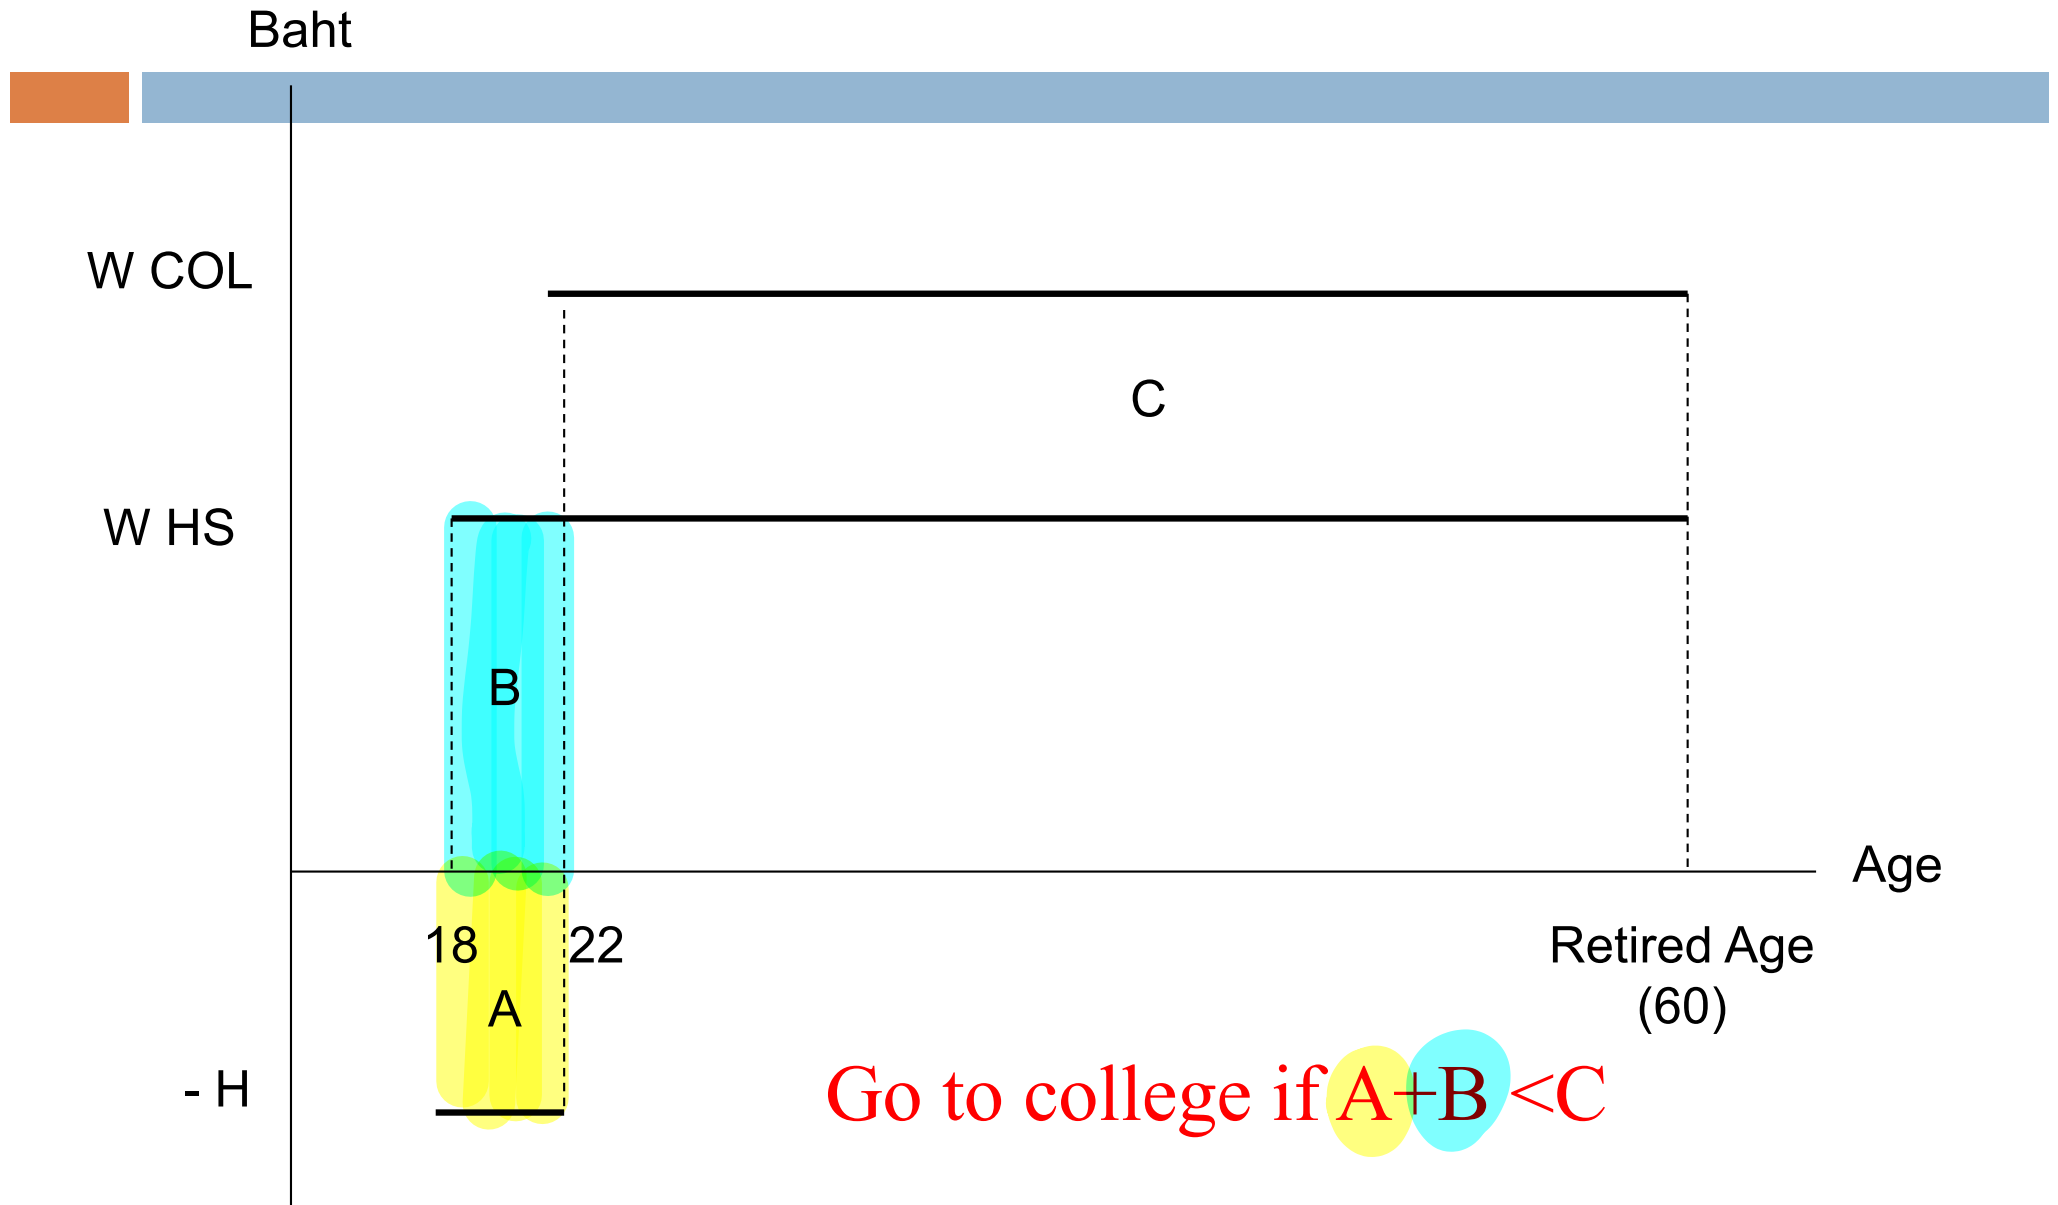 Baht
W COL
C
W HS
B
Age
18
22
Retired Age
(60)
A
- H
Go to college if A+B <C